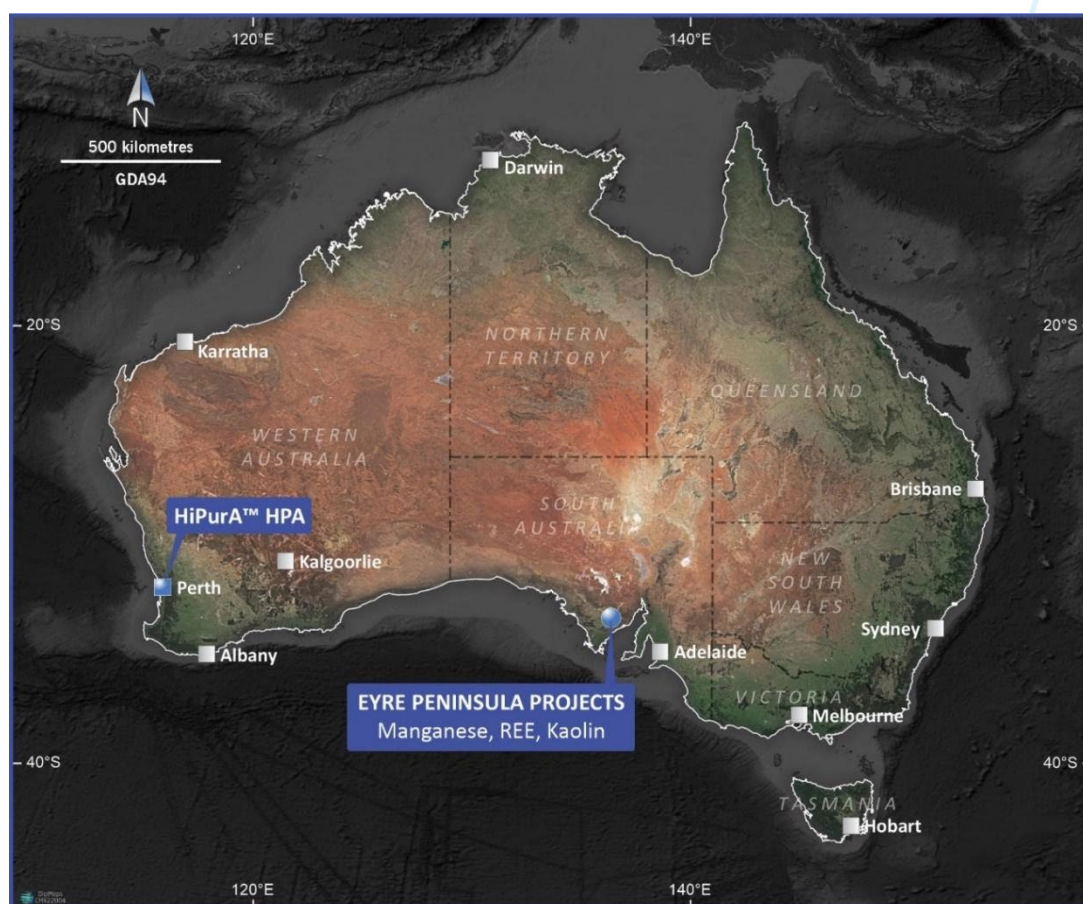 120°E
140°E
N
500 kilometres
GDA94
Darwin
20°S
20°S
Karratha
NORTHERN
TERRITORY
QUEENSLAND
WESTERN
AUSTRALIA
SOUTH
AUSTRALIA
Brisbane
HiPurA™ HPA
Kalgoorlie
Perth
NEW
SOUTH
WALES
Sydney
Albany
Adelaide
EYRE PENINSULA PROJECTS
Manganese, REE, Kaolin
VICTORIA
Melbourne
40°S
40°S
TASMANIA
Hobart
120°E
140°E